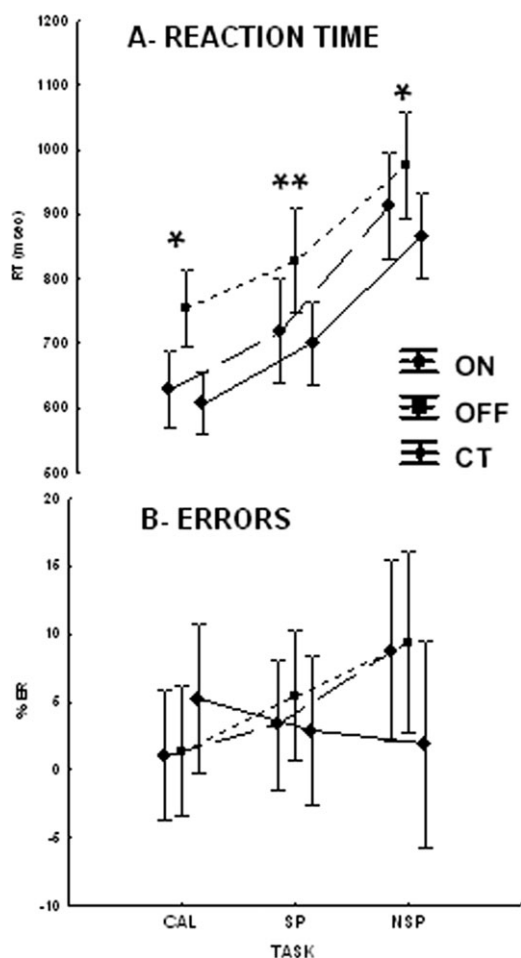 A- REACTION TIME
1200
1100
1000
900
800
700
600
500
RT (msec)
*
**
*
ON
OFF
CT
B- ERRORS
20
15
10
5
0
-5
-10
% ER
CAL
SP
NSP
TASK